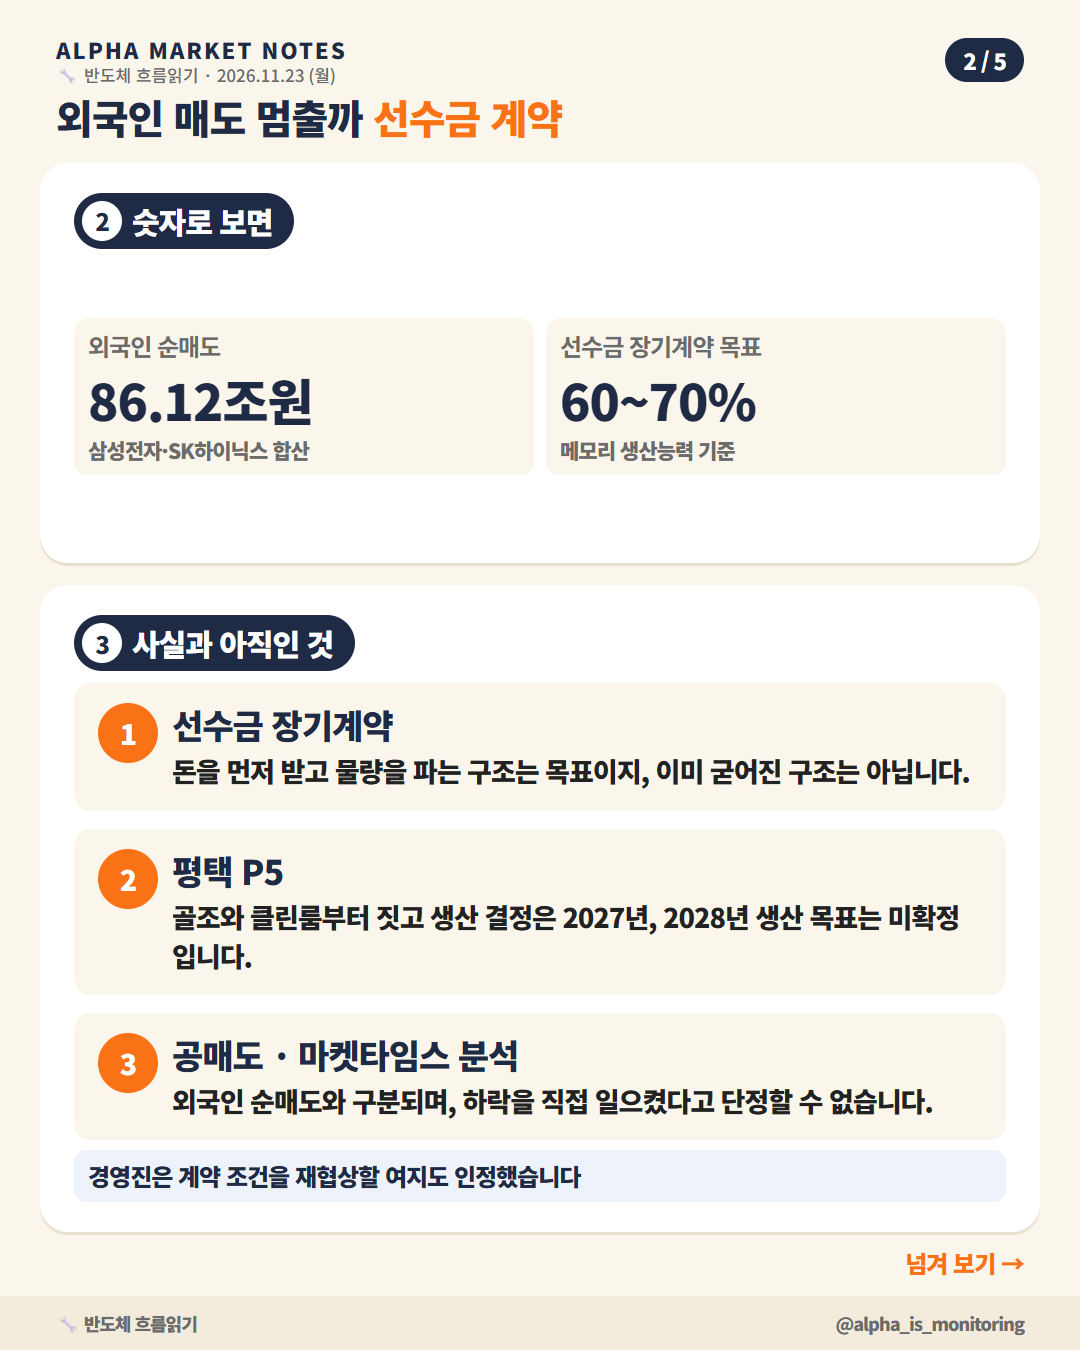 ALPHA MARKET NOTES
🔧 반도체 흐름읽기 · 2026.11.23 (월)
2 / 5
외국인 매도 멈출까 선수금 계약
2 숫자로 보면
외국인 순매도
86.12조원
삼성전자·SK하이닉스 합산
선수금 장기계약 목표
60~70%
메모리 생산능력 기준
3 사실과 아직인 것
1 선수금 장기계약
돈을 먼저 받고 물량을 파는 구조는 목표이지, 이미 굳어진 구조는 아닙니다.
2 평택 P5
골조와 클린룸부터 짓고 생산 결정은 2027년, 2028년 생산 목표는 미확정
입니다.
3 공매도 · 마켓타임스 분석
외국인 순매도와 구분되며, 하락을 직접 일으켰다고 단정할 수 없습니다.
경영진은 계약 조건을 재협상할 여지도 인정했습니다
넘겨 보기 →
🔧 반도체 흐름읽기
@alpha_is_monitoring